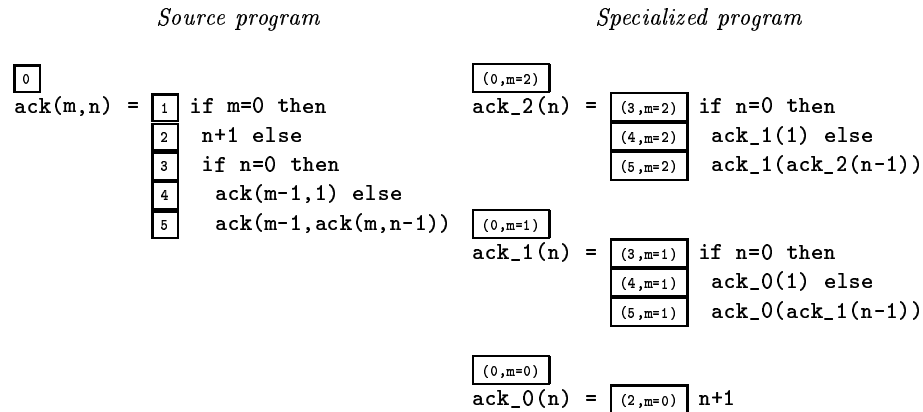 Source program
0
ack(m,n) = 1 if m=0 then
2 n+1 else
3 if n=0 then
4 ack(m-1,1) else
5 ack(m-1,ack(m,n-1))
Specialized program
(0,m=2)
ack_2(n) = (3,m=2) if n=0 then
(4,m=2) ack_1(1) else
(5,m=2) ack_1(ack_2(n-1))
(0,m=1)
ack_1(n) = (3,m=1) if n=0 then
(4,m=1) ack_0(1) else
(5,m=1) ack_0(ack_1(n-1))
(0,m=0)
ack_0(n) = (2,m=0) n+1